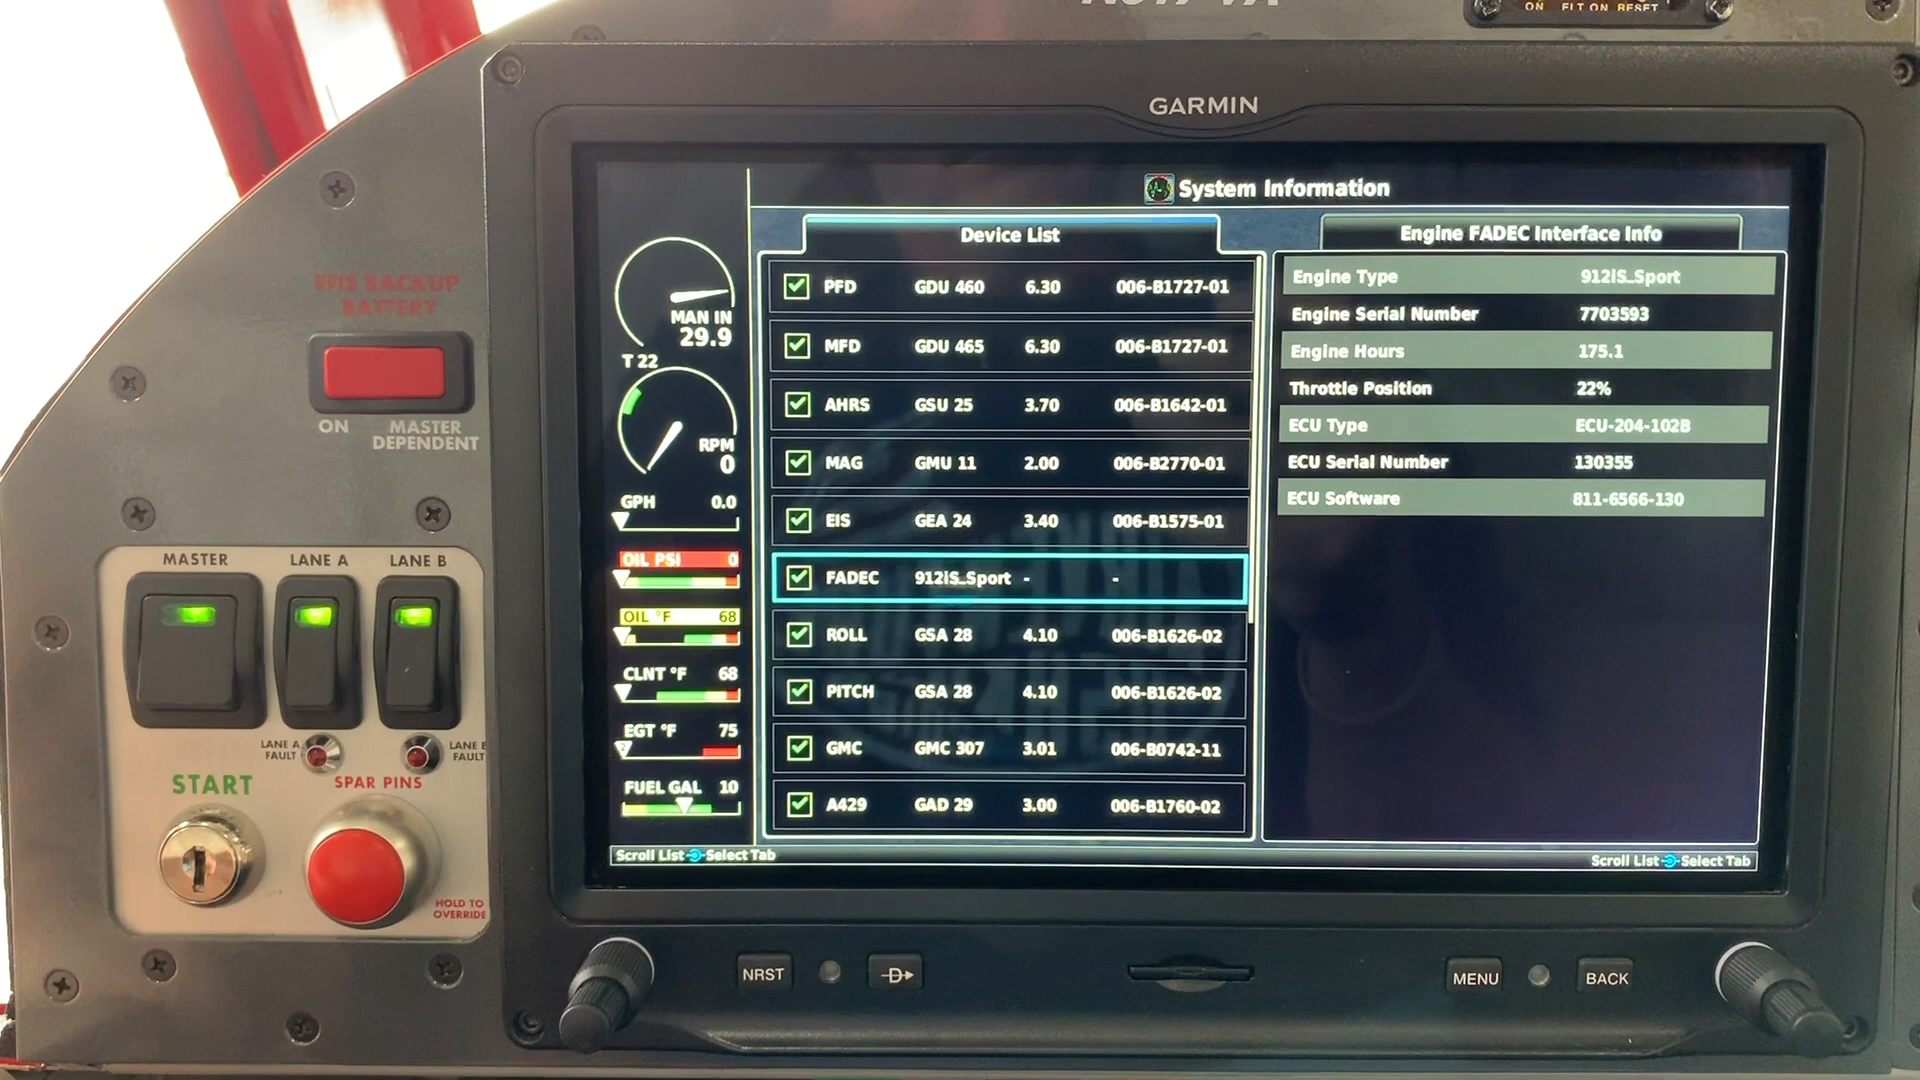 ON FLT ON RESET
GARMIN
System Information
Device List
Engine FADEC Interface Info
EFIS BACKUP
BATTERY
ON
MASTER
DEPENDENT
MASTER
LANE A
LANE B
LANE A
FAULT
LANE B
FAULT
START
SPAR PINS
HOLD TO
OVERRIDE
MAN IN
29.9
T 22
RPM
0
GPH 0.0
OIL PSI 0
OIL °F 68
CLNT °F 68
EGT °F 75
2
FUEL GAL 10
PFD GDU 460 6.30 006-B1727-01
MFD GDU 465 6.30 006-B1727-01
AHRS GSU 25 3.70 006-B1642-01
MAG GMU 11 2.00 006-B2770-01
EIS GEA 24 3.40 006-B1575-01
FADEC 912iS_Sport - -
ROLL GSA 28 4.10 006-B1626-02
PITCH GSA 28 4.10 006-B1626-02
GMC GMC 307 3.01 006-B0742-11
A429 GAD 29 3.00 006-B1760-02
Engine Type 912iS_Sport
Engine Serial Number 7703593
Engine Hours 175.1
Throttle Position 22%
ECU Type ECU-204-102B
ECU Serial Number 130355
ECU Software 811-6566-130
Scroll List Select Tab
Scroll List Select Tab
NRST
D
MENU
BACK